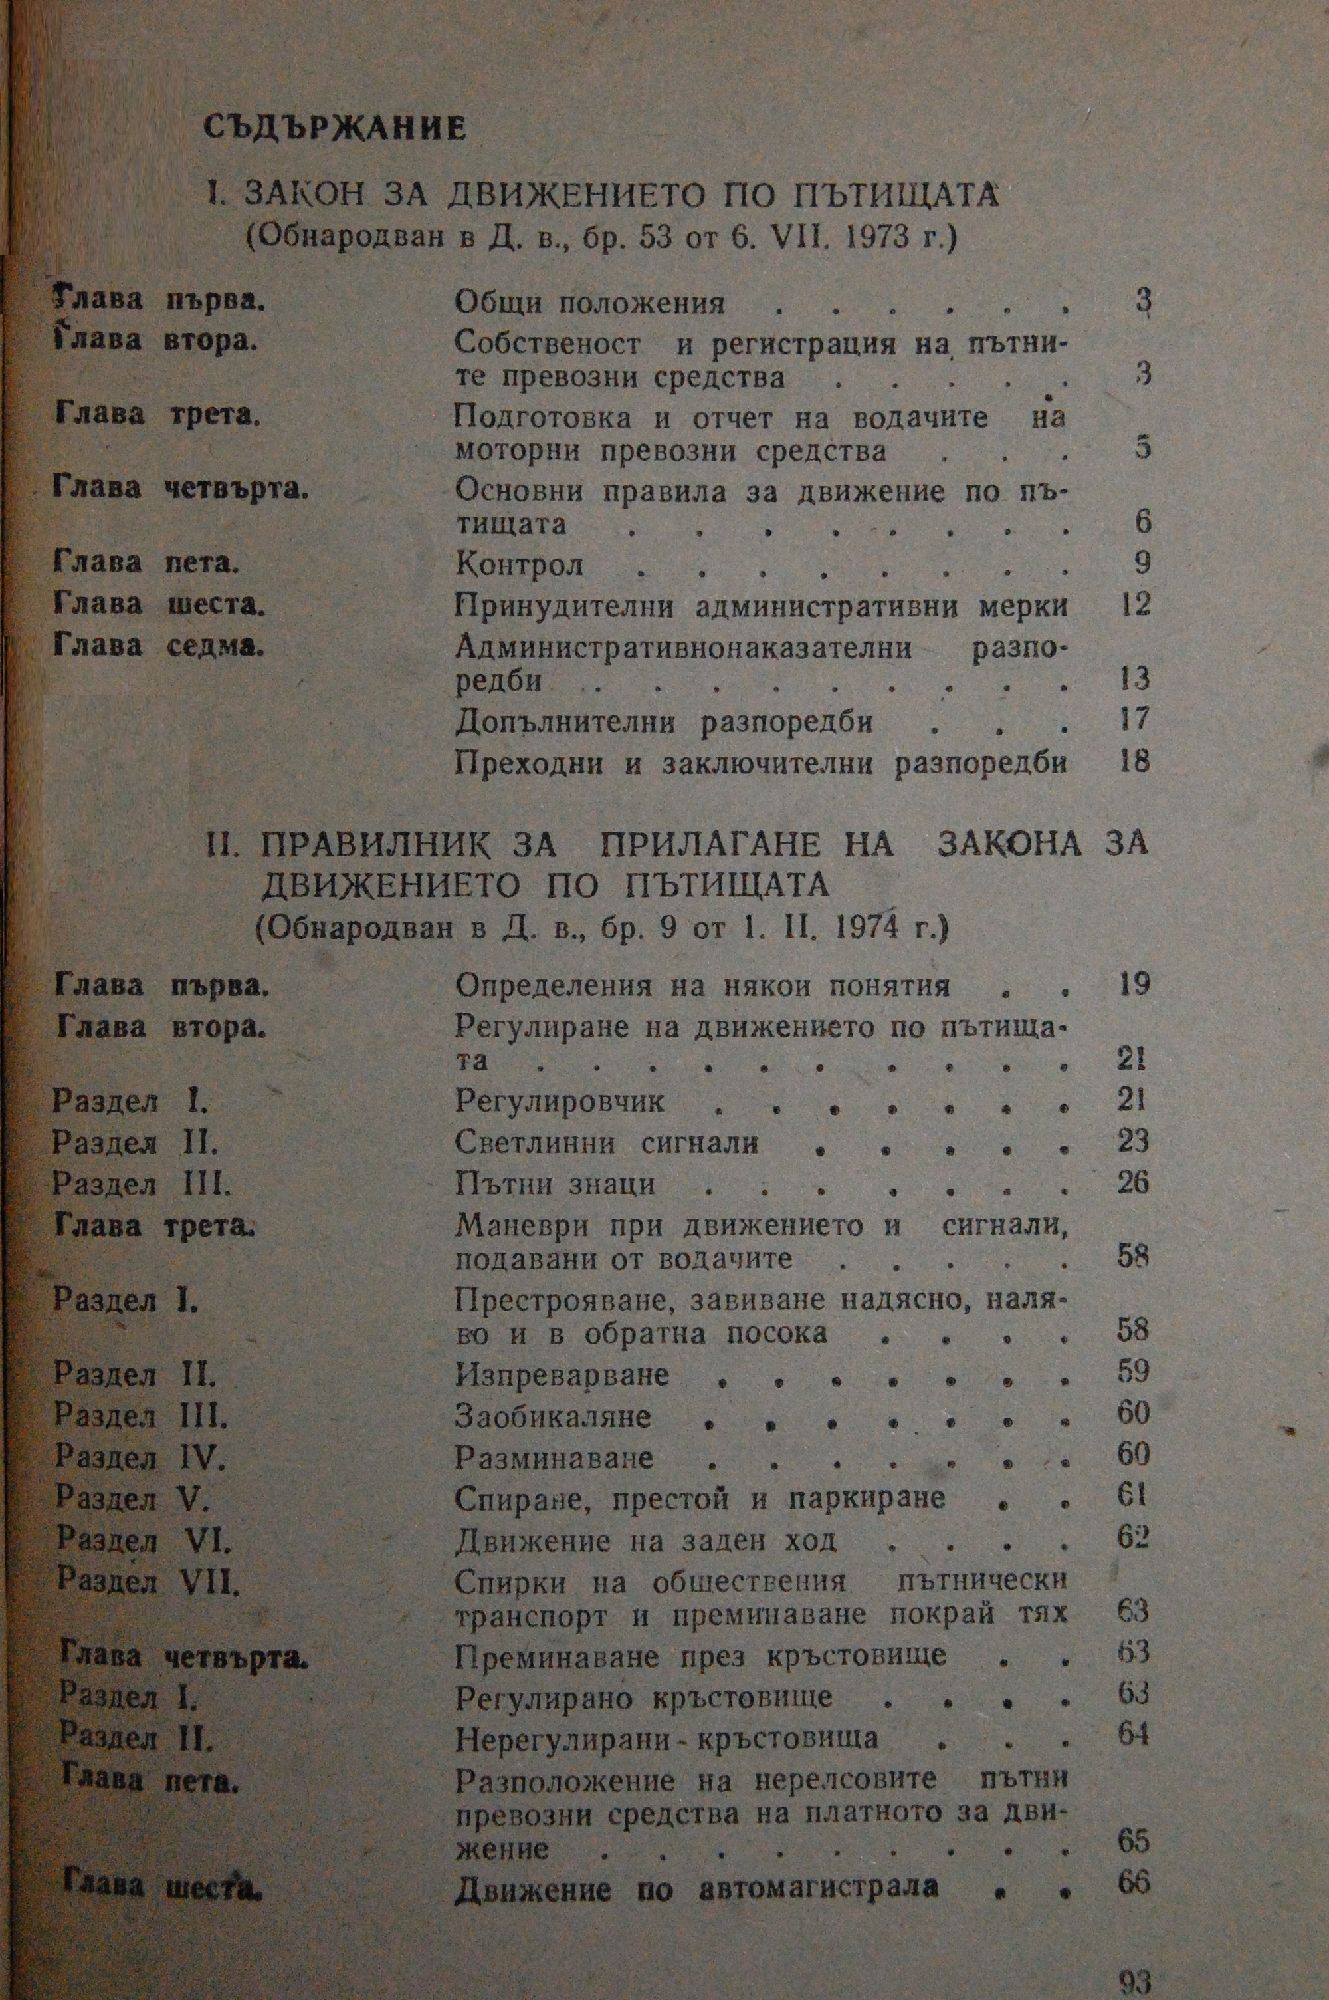 СЪДЪРЖАНИЕ
I. ЗАКОН ЗА ДВИЖЕНИЕТО ПО ПЪТИЩАТА
(Обнародван в Д. в., бр. 53 от 6. VII. 1973 г.)
Глава първа. Общи положения . . . . . . 3
Глава втора. Собственост и регистрация на пътни-
те превозни средства . . . . . 3
Глава трета. Подготовка и отчет на водачите на
моторни превозни средства . . . 5
Глава четвърта. Основни правила за движение по пъ-
тищата . . . . . . . . 6
Глава пета. Контрол . . . . . . . . 9
Глава шеста. Принудителни административни мерки 12
Глава седма. Административнонаказателни разпо-
редби . . . . . . . . . 13
Допълнителни разпоредби . . . 17
Преходни и заключителни разпоредби 18
II. ПРАВИЛНИК ЗА ПРИЛАГАНЕ НА ЗАКОНА ЗА
ДВИЖЕНИЕТО ПО ПЪТИЩАТА
(Обнародван в Д. в., бр. 9 от 1. II. 1974 г.)
Глава първа. Определения на някои понятия . . 19
Глава втора. Регулиране на движението по пътища-
та . . . . . . . . . . 21
Раздел I. Регулировчик . . . . . . . 21
Раздел II. Светлинни сигнали . . . . . 23
Раздел III. Пътни знаци . . . . . . . 26
Глава трета. Маневри при движението и сигнали,
подавани от водачите . . . . . 58
Раздел I. Престрояване, завиване надясно, наля-
во и в обратна посока . . . . 58
Раздел II. Изпреварване . . . . . . . 59
Раздел III. Заобикаляне . . . . . . . 60
Раздел IV. Разминаване . . . . . . . 60
Раздел V. Спиране, престой и паркиране . . 61
Раздел VI. Движение на заден ход . . . . 62
Раздел VII. Спирки на обществения пътнически
транспорт и преминаване покрай тях 63
Глава четвърта. Преминаване през кръстовище . . 63
Раздел I. Регулирано кръстовище . . . . 63
Раздел II. Нерегулирани - кръстовища . . . 64
Глава пета. Разположение на нерелсовите пътни
превозни средства на платното за дви-
жение . . . . . . . . . 65
Глава шеста. Движение по автомагистрала . . 66
93